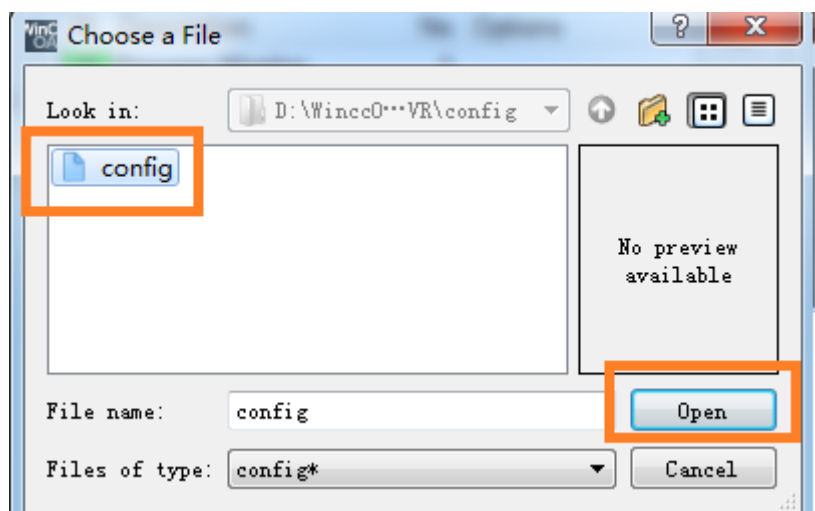 Choose a File
Look in:
D:\WinccO···VR\config
config
No preview
available
File name:
config
Open
Files of type:
config*
Cancel